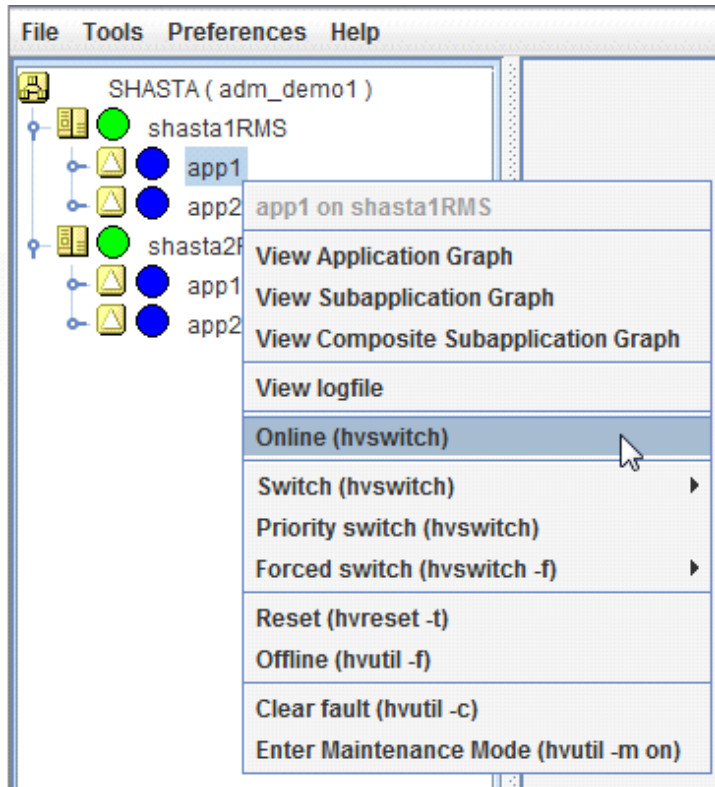 File Tools Preferences Help
SHASTA ( adm_demo1 )
shasta1RMS
app1
app2
shasta2
app1
app2
app1 on shasta1RMS
View Application Graph
View Subapplication Graph
View Composite Subapplication Graph
View logfile
Online (hvswitch)
Switch (hvswitch)
Priority switch (hvswitch)
Forced switch (hvswitch -f)
Reset (hvreset -t)
Offline (hvutil -f)
Clear fault (hvutil -c)
Enter Maintenance Mode (hvutil -m on)